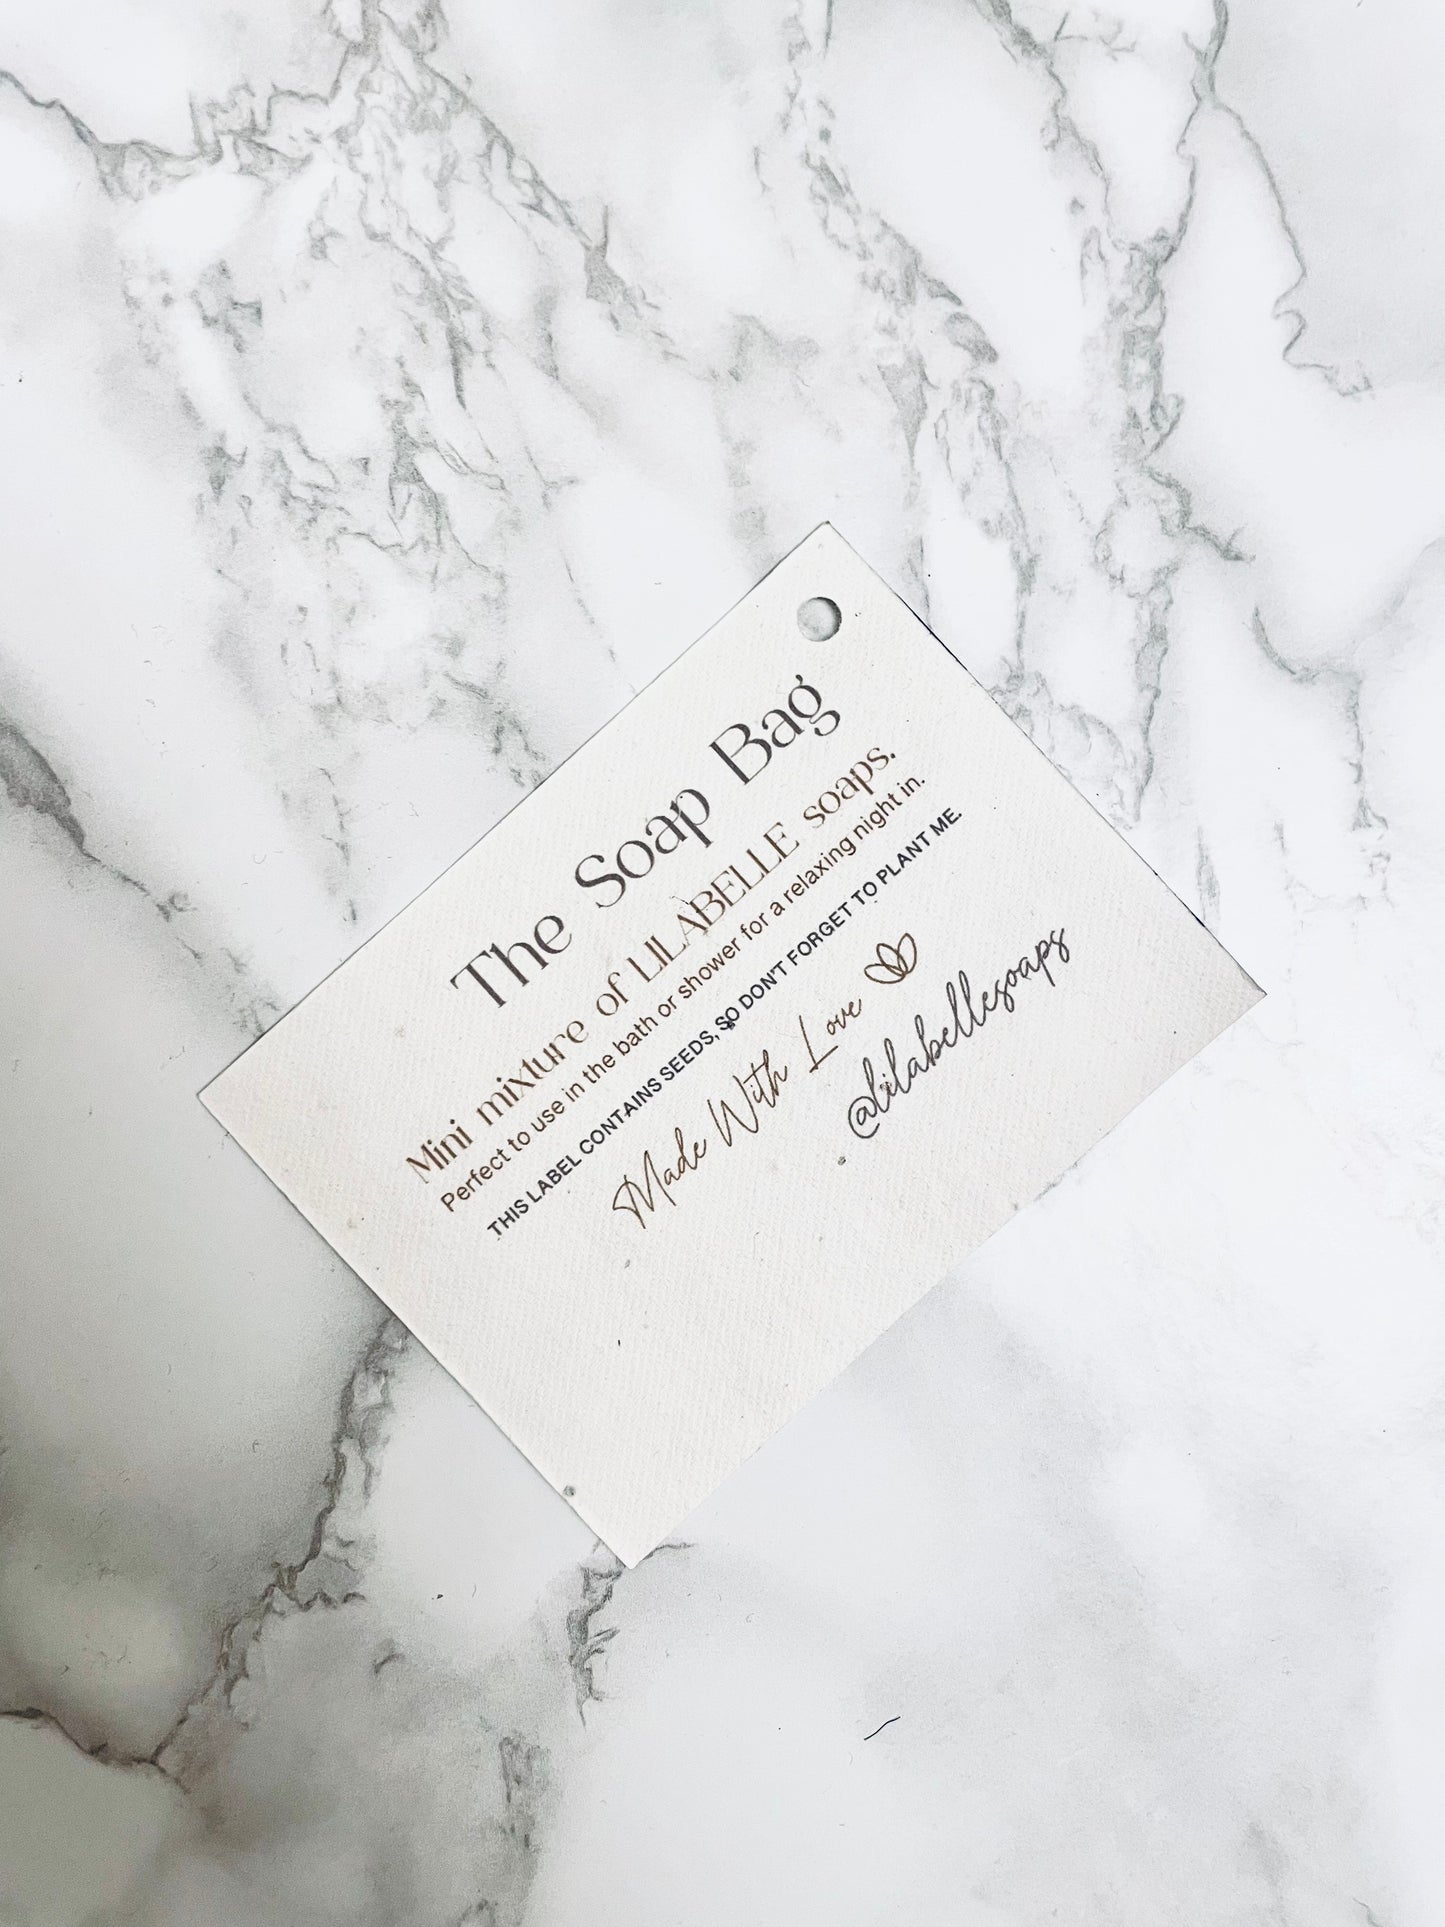 The Soap Bag
Mini mixture of LILABELLE soaps.
Perfect to use in the bath or shower for a relaxing night in.
THIS LABEL CONTAINS SEEDS, SO DON'T FORGET TO PLANT ME.
Made With Love
@lilabellesoaps